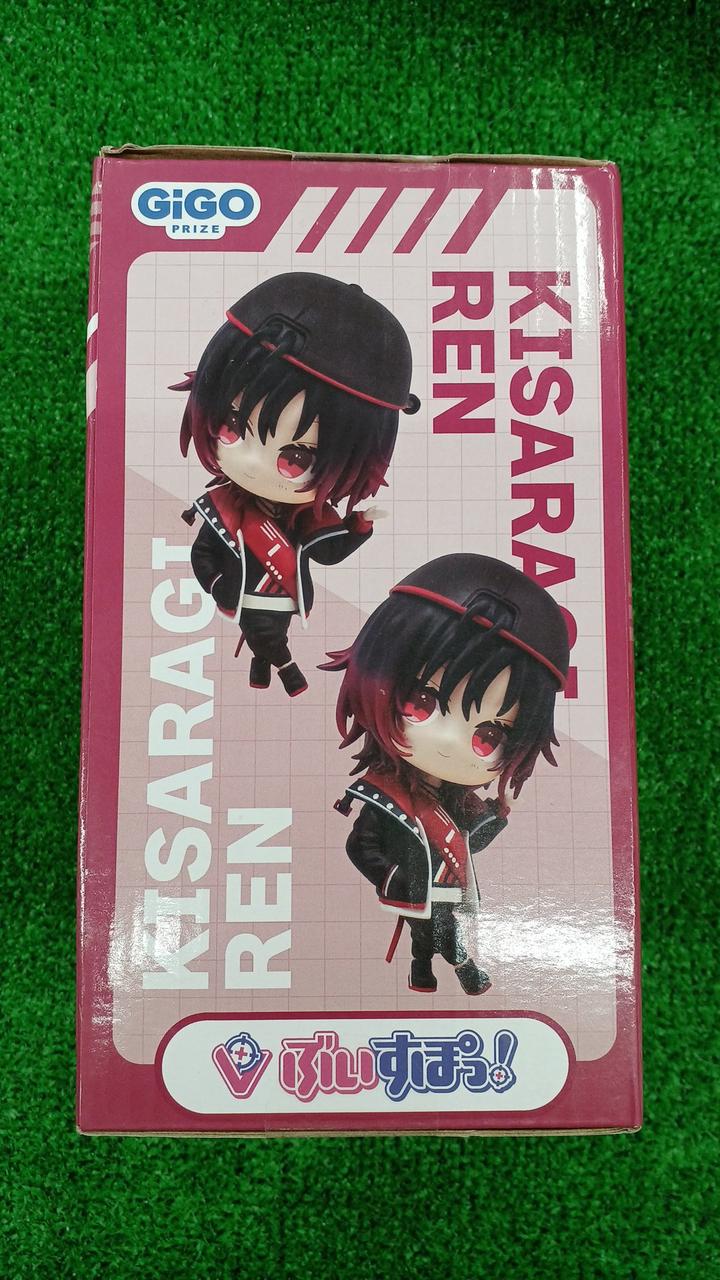 GiGO
PRIZE
KISARAGI
REN
KISARAGI
REN
V ぶいすぽっ!